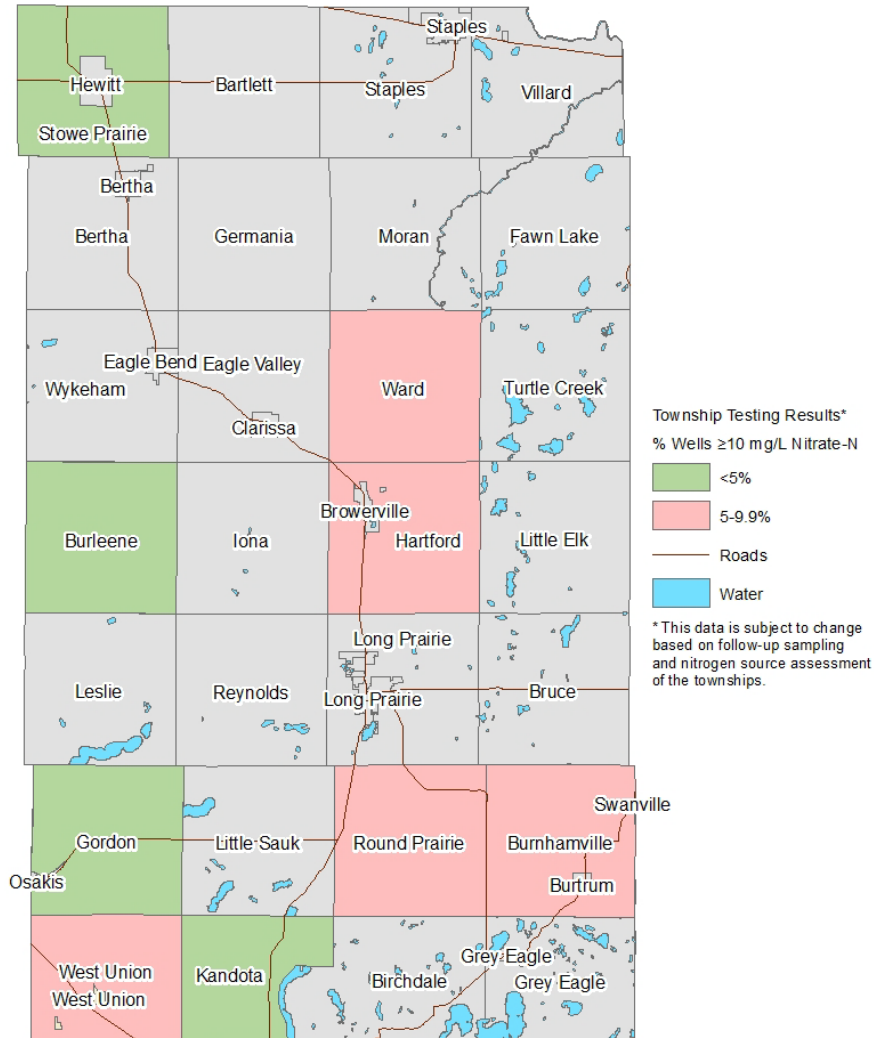 Staples
Hewitt
Bartlett
Staples
Villard
Stowe Prairie
Bertha
Bertha
Germania
Moran
Fawn Lake
Eagle Bend
Eagle Valley
Wykeham
Ward
Turtle Creek
Clarissa
Browerville
Burleene
Iona
Hartford
Little Elk
Long Prairie
Leslie
Reynolds
Long Prairie
Bruce
Swanville
Gordon
Little Sauk
Round Prairie
Burnhamville
Osakis
Burtrum
Grey Eagle
West Union
Kandota
Birchdale
Grey Eagle
West Union
Township Testing Results*
% Wells ≥10 mg/L Nitrate-N
<5%
5-9.9%
Roads
Water
* This data is subject to change
based on follow-up sampling
and nitrogen source assessment
of the townships.